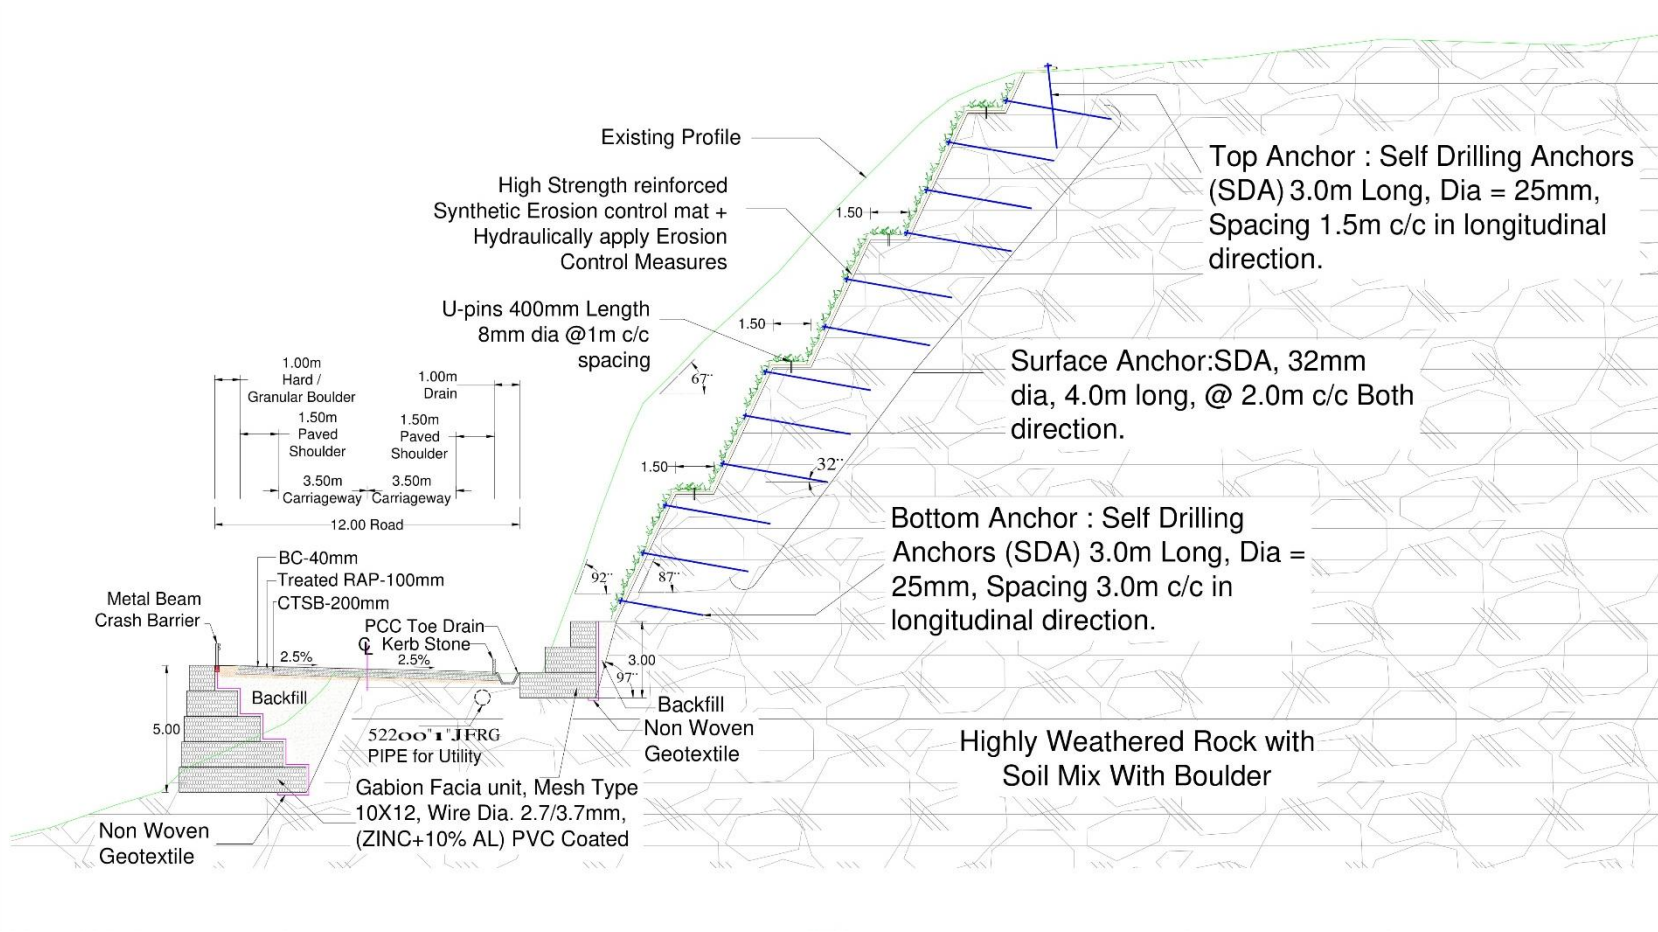 Existing Profile
High Strength reinforced
Synthetic Erosion control mat +
Hydraulically apply Erosion
Control Measures
U-pins 400mm Length
8mm dia @1m c/c
spacing
Top Anchor : Self Drilling Anchors
(SDA) 3.0m Long, Dia = 25mm,
Spacing 1.5m c/c in longitudinal
direction.
1.50
1.50
67
Surface Anchor:SDA, 32mm
dia, 4.0m long, @ 2.0m c/c Both
direction.
1.50
32
Bottom Anchor : Self Drilling
Anchors (SDA) 3.0m Long, Dia =
25mm, Spacing 3.0m c/c in
longitudinal direction.
92
87
1.00m
Hard /
Granular Boulder
1.00m
Drain
1.50m
Paved
Shoulder
1.50m
Paved
Shoulder
3.50m
Carriageway
3.50m
Carriageway
12.00 Road
BC-40mm
Treated RAP-100mm
CTSB-200mm
Metal Beam
Crash Barrier
PCC Toe Drain
Kerb Stone
2.5%
2.5%
Backfill
5.00
3.00
97
Backfill
Non Woven
Geotextile
PIPE for Utility
Gabion Facia unit, Mesh Type
10X12, Wire Dia. 2.7/3.7mm,
(ZINC+10% AL) PVC Coated
Non Woven
Geotextile
Highly Weathered Rock with
Soil Mix With Boulder